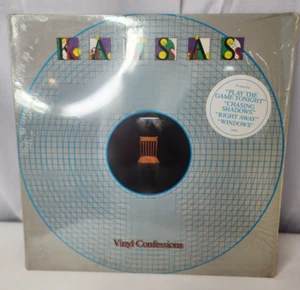 KANSAS
"PLAY THE
GAME TONIGHT"
"CHASING
SHADOWS"
"RIGHT AWAY"
"WINDOWS"
Vinyl Confessions